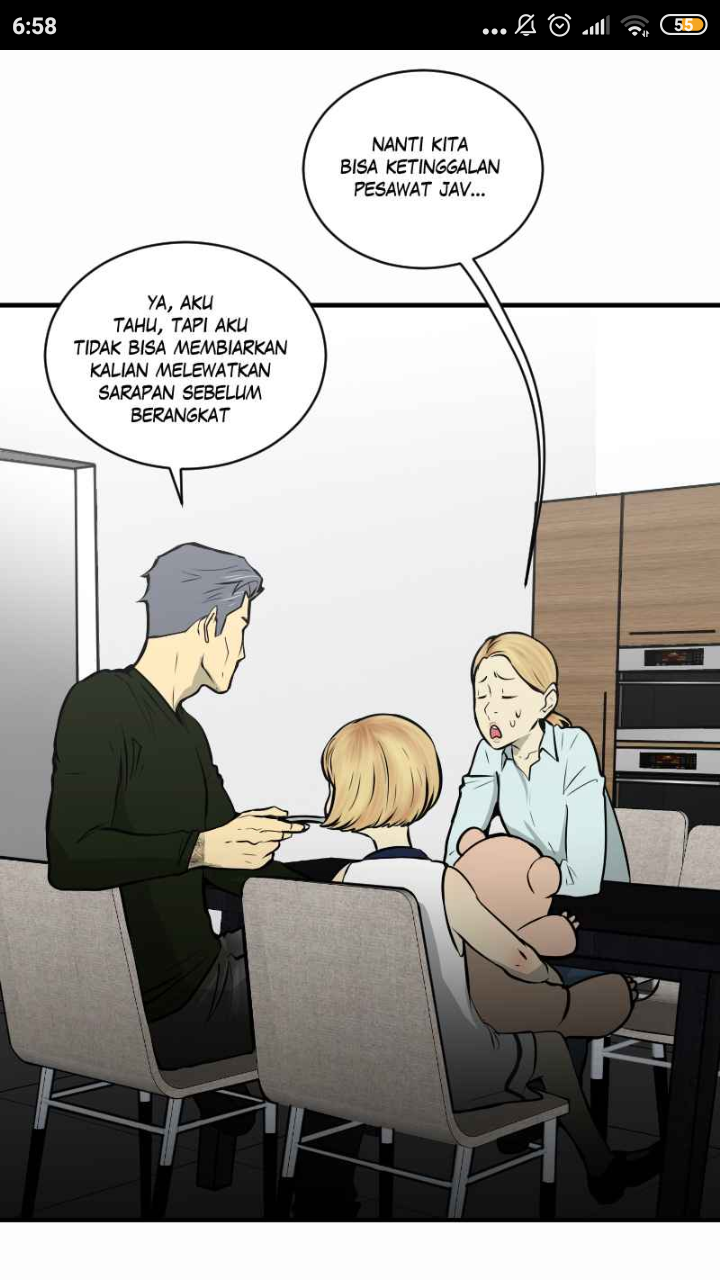 6:58
55
NANTI KITA
BISA KETINGGALAN
PESAWAT JAV...
YA, AKU
TAHU, TAPI AKU
TIDAK BISA MEMBIARKAN
KALIAN MELEWATKAN
SARAPAN SEBELUM
BERANGKAT